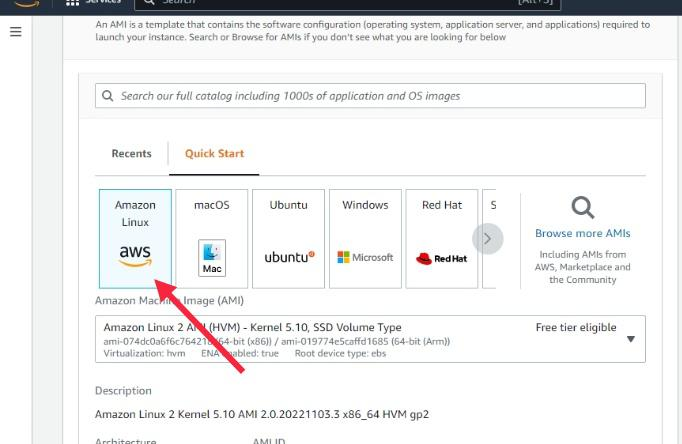 Services
Search
[Alt+S]
An AMI is a template that contains the software configuration (operating system, application server, and applications) required to
launch your instance. Search or Browse for AMIs if you don't see what you are looking for below
Search our full catalog including 1000s of application and OS images
Recents
Quick Start
Amazon
Linux
aws
macOS
Mac
Ubuntu
ubuntu
Windows
Microsoft
Red Hat
Red Hat
S
Browse more AMIs
Including AMIs from
AWS, Marketplace and
the Community
Amazon Machine Image (AMI)
Amazon Linux 2 AMI (HVM) - Kernel 5.10, SSD Volume Type
Free tier eligible
(64-bit (x86)) / ami-019774e5caffd1685 (64-bit (Arm))
Virtualization: hvm ENA enabled: true Root device type: ebs
Description
Amazon Linux 2 Kernel 5.10 AMI 2.0.20221103.3 x86_64 HVM gp2
Architecture
AMI ID